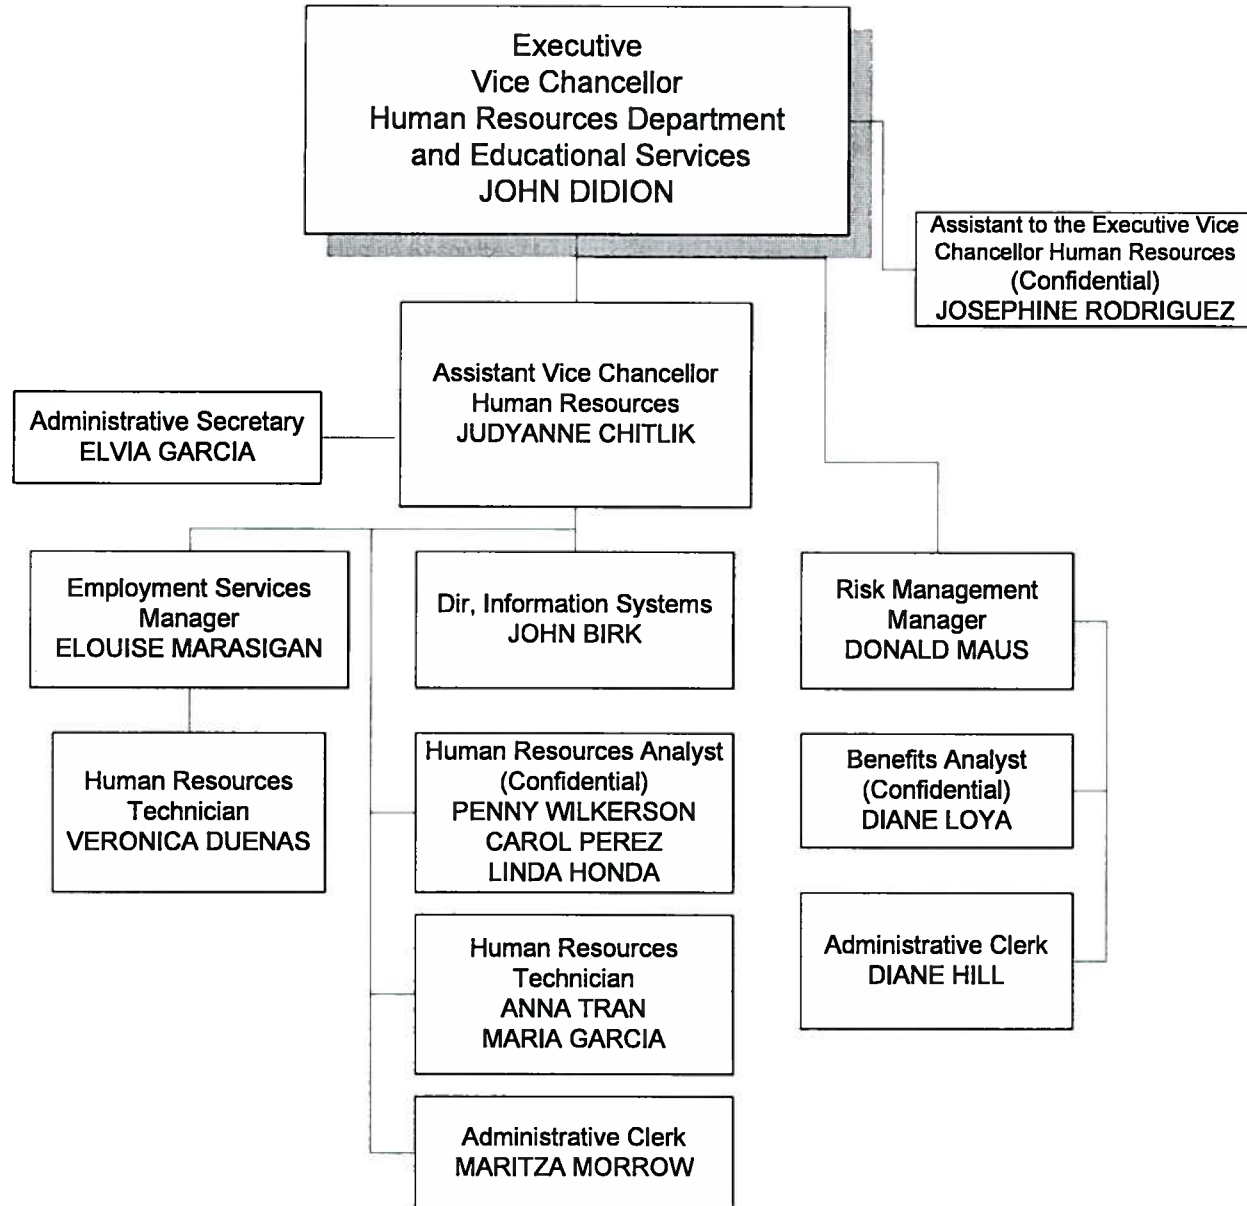 Executive
Vice Chancellor
Human Resources Department
and Educational Services
JOHN DIDION
Assistant to the Executive Vice
Chancellor Human Resources
(Confidential)
JOSEPHINE RODRIGUEZ
Assistant Vice Chancellor
Human Resources
JUDYANNE CHITLIK
Administrative Secretary
ELVIA GARCIA
Employment Services
Manager
ELOUISE MARASIGAN
Dir, Information Systems
JOHN BIRK
Risk Management
Manager
DONALD MAUS
Human Resources
Technician
VERONICA DUENAS
Human Resources Analyst
(Confidential)
PENNY WILKERSON
CAROL PEREZ
LINDA HONDA
Benefits Analyst
(Confidential)
DIANE LOYA
Human Resources
Technician
ANNA TRAN
MARIA GARCIA
Administrative Clerk
DIANE HILL
Administrative Clerk
MARITZA MORROW